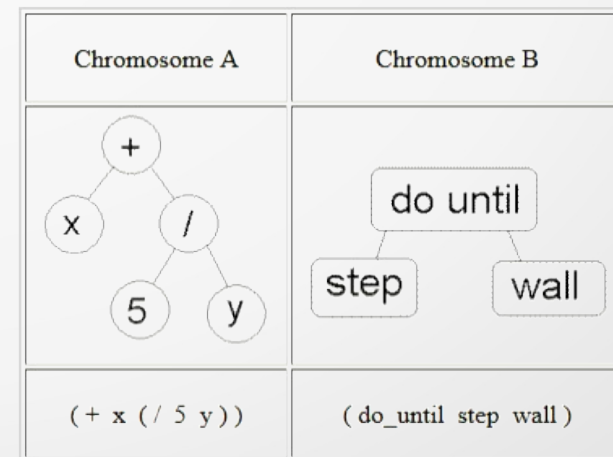 Chromosome A
Chromosome B
+
x
/
5
y
do until
step
wall
( + x ( / 5 y ) )
( do_until step wall )